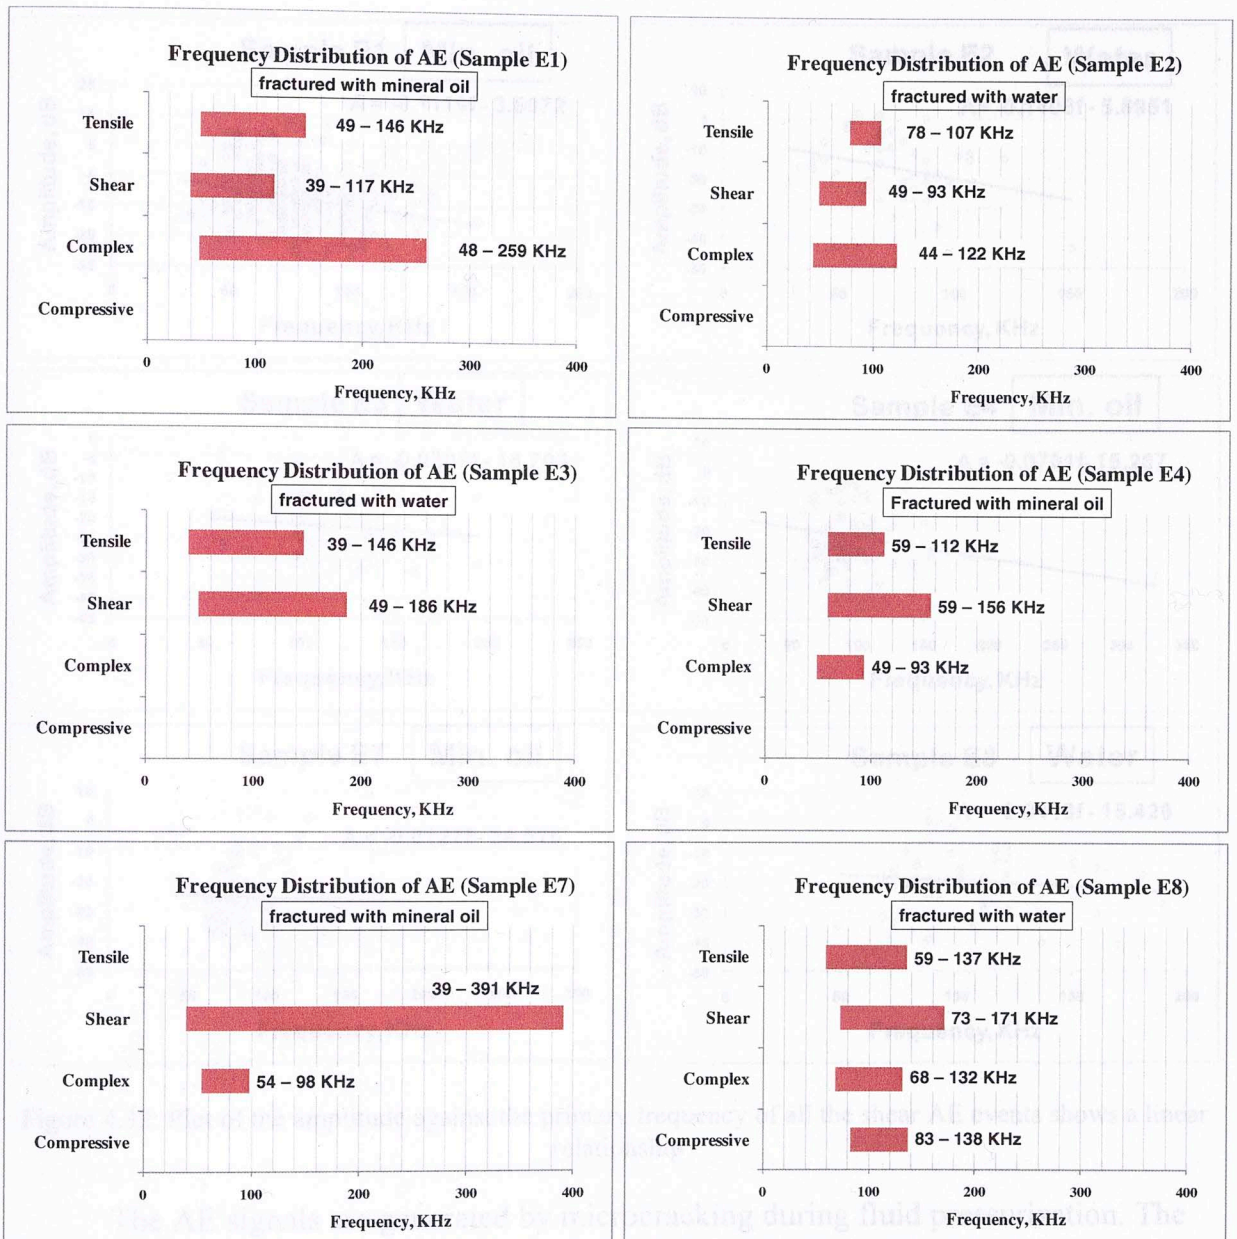 Frequency Distribution of AE (Sample E1)
fractured with mineral oil
Tensile
49 – 146 KHz
Shear
39 – 117 KHz
Complex
48 – 259 KHz
Compressive
0 100 200 300 400
Frequency, KHz
Frequency Distribution of AE (Sample E2)
fractured with water
Tensile
78 – 107 KHz
Shear
49 – 93 KHz
Complex
44 – 122 KHz
Compressive
0 100 200 300 400
Frequency, KHz
Frequency Distribution of AE (Sample E3)
fractured with water
Tensile
39 – 146 KHz
Shear
49 – 186 KHz
Complex
Compressive
0 100 200 300 400
Frequency, KHz
Frequency Distribution of AE (Sample E4)
Fractured with mineral oil
Tensile
59 – 112 KHz
Shear
59 – 156 KHz
Complex
49 – 93 KHz
Compressive
0 100 200 300 400
Frequency, KHz
Frequency Distribution of AE (Sample E7)
fractured with mineral oil
Tensile
39 – 391 KHz
Shear
Complex
54 – 98 KHz
Compressive
0 100 200 300 400
Frequency, KHz
Frequency Distribution of AE (Sample E8)
fractured with water
Tensile
59 – 137 KHz
Shear
73 – 171 KHz
Complex
68 – 132 KHz
Compressive
83 – 138 KHz
0 100 200 300 400
Frequency, KHz